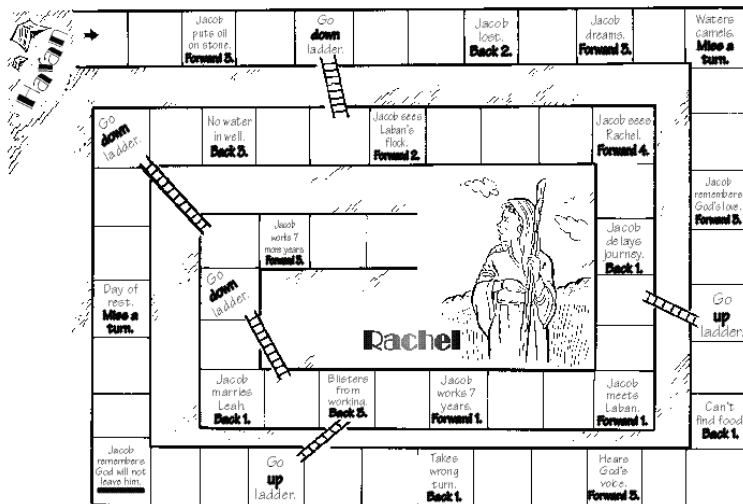 Haran
Jacob
puts oil
on stone.
Forward 3.
Go
down
ladder.
Jacob
lost.
Back 2.
Jacob
dreams.
Forward 3.
Waters
camels.
Miss a
turn.
Jacob
remembers
God's love.
Forward 3.
Go
up
ladder.
Can't
find food
Back 1.
Hears
God's
voice.
Forward 3.
Takes
wrong
turn.
Back 1.
Go
up
ladder.
Jacob
remembers
God will not
leave him.
Day of
rest.
Miss a
turn.
Go
down
ladder.
No water
in well.
Back 3.
Jacob sees
Laban's
flock.
Forward 2.
Jacob sees
Rachel.
Forward 4.
Jacob
delays
journey.
Back 1.
Jacob
meets
Laban.
Forward 1.
Jacob
works 7
years.
Forward 1.
Blisters
from
working.
Back 3.
Jacob
marries
Leah.
Back 1.
Go
down
ladder.
Jacob
works 7
more years
Forward 3.
Rachel